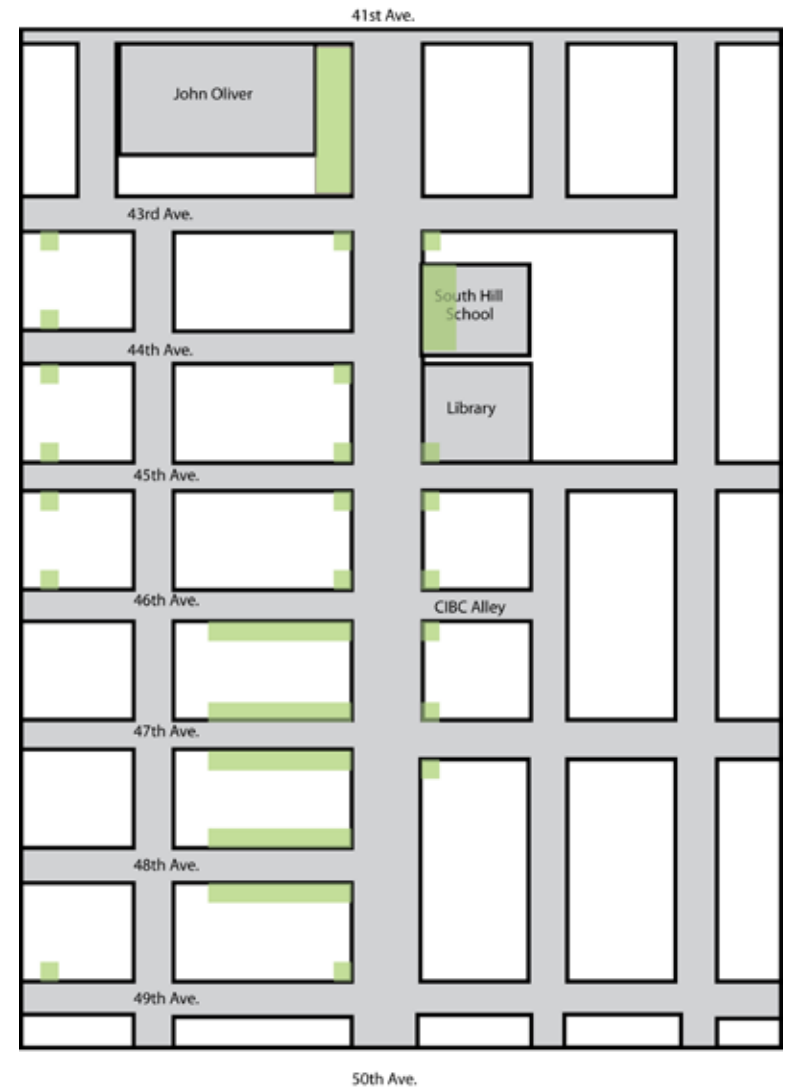 41st Ave.
John Oliver
43rd Ave.
South Hill
School
44th Ave.
Library
45th Ave.
46th Ave.
CIBC Alley
47th Ave.
48th Ave.
49th Ave.
50th Ave.